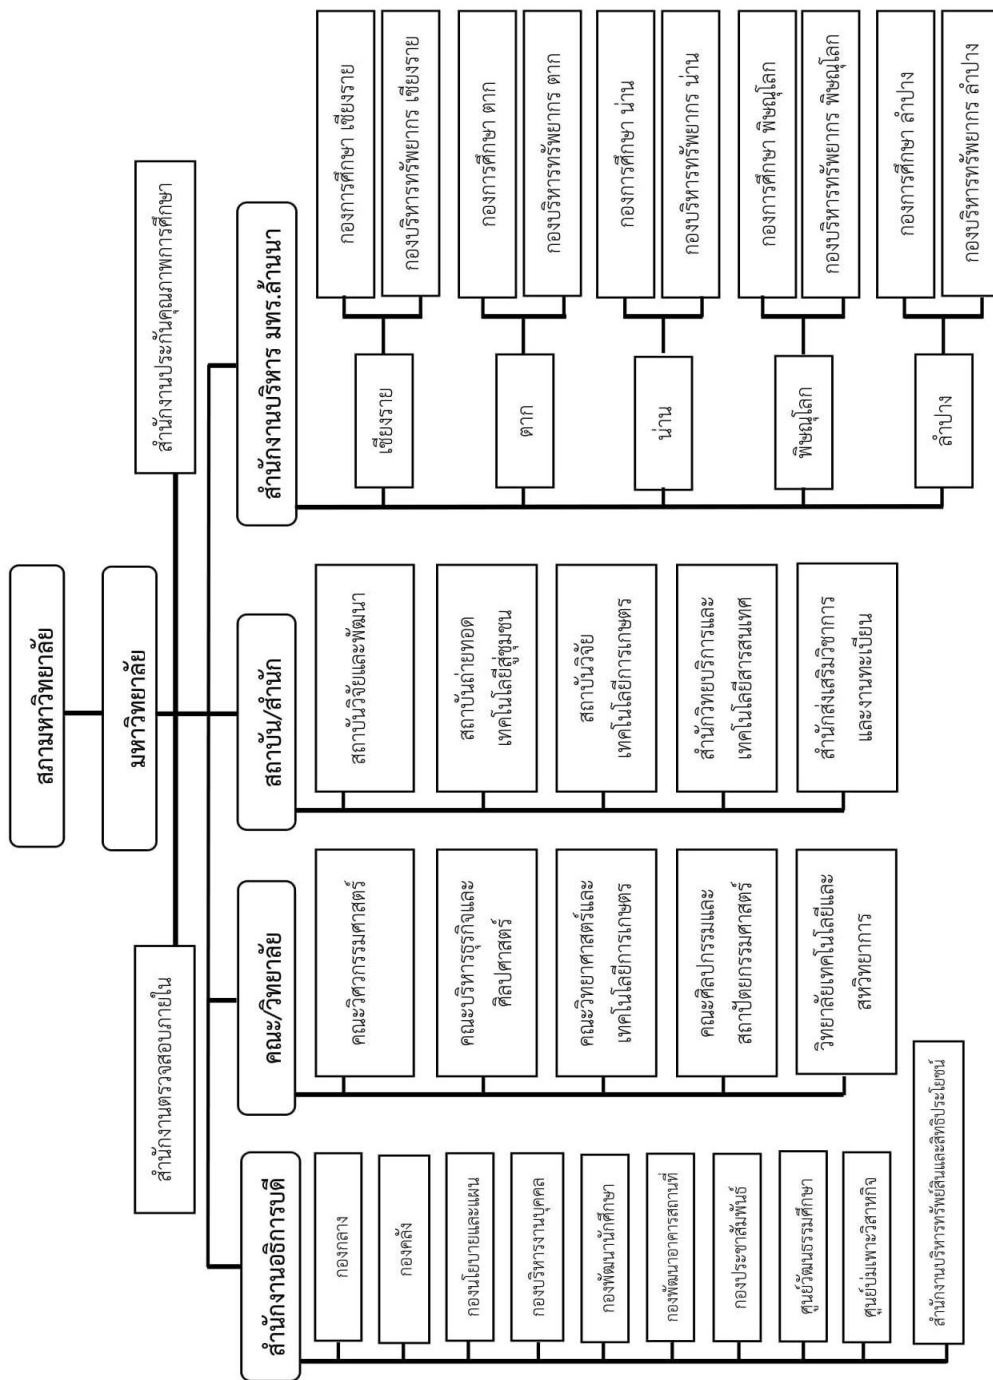 สภามหาวิทยาลัย
มหาวิทยาลัย
สำนักงานตรวจสอบภายใน
สำนักงานประกันคุณภาพการศึกษา
สำนักงานอธิการบดี
กองกลาง
กองคลัง
กองนโยบายและแผน
กองบริหารงานบุคคล
กองพัฒนานักศึกษา
กองพัฒนาอาคารสถานที่
กองประชาสัมพันธ์
ศูนย์วัฒนธรรมศึกษา
ศูนย์บ่มเพาะวิสาหกิจ
สำนักงานบริหารทรัพย์สินและสิทธิประโยชน์
คณะ/วิทยาลัย
คณะวิศวกรรมศาสตร์
คณะบริหารธุรกิจและ
ศิลปศาสตร์
คณะวิทยาศาสตร์และ
เทคโนโลยีการเกษตร
คณะศิลปกรรมและ
สถาปัตยกรรมศาสตร์
วิทยาลัยเทคโนโลยีและ
สหวิทยาการ
สถาบัน/สำนัก
สถาบันวิจัยและพัฒนา
สถาบันถ่ายทอด
เทคโนโลยีสู่ชุมชน
สถาบันวิจัย
เทคโนโลยีการเกษตร
สำนักวิทยบริการและ
เทคโนโลยีสารสนเทศ
สำนักส่งเสริมวิชาการ
และงานทะเบียน
สำนักงานบริหาร มทร.ล้านนา
เชียงราย
กองการศึกษา เชียงราย
กองบริหารทรัพยากร เชียงราย
ตาก
กองการศึกษา ตาก
กองบริหารทรัพยากร ตาก
น่าน
กองการศึกษา น่าน
กองบริหารทรัพยากร น่าน
พิษณุโลก
กองการศึกษา พิษณุโลก
กองบริหารทรัพยากร พิษณุโลก
ลำปาง
กองการศึกษา ลำปาง
กองบริหารทรัพยากร ลำปาง